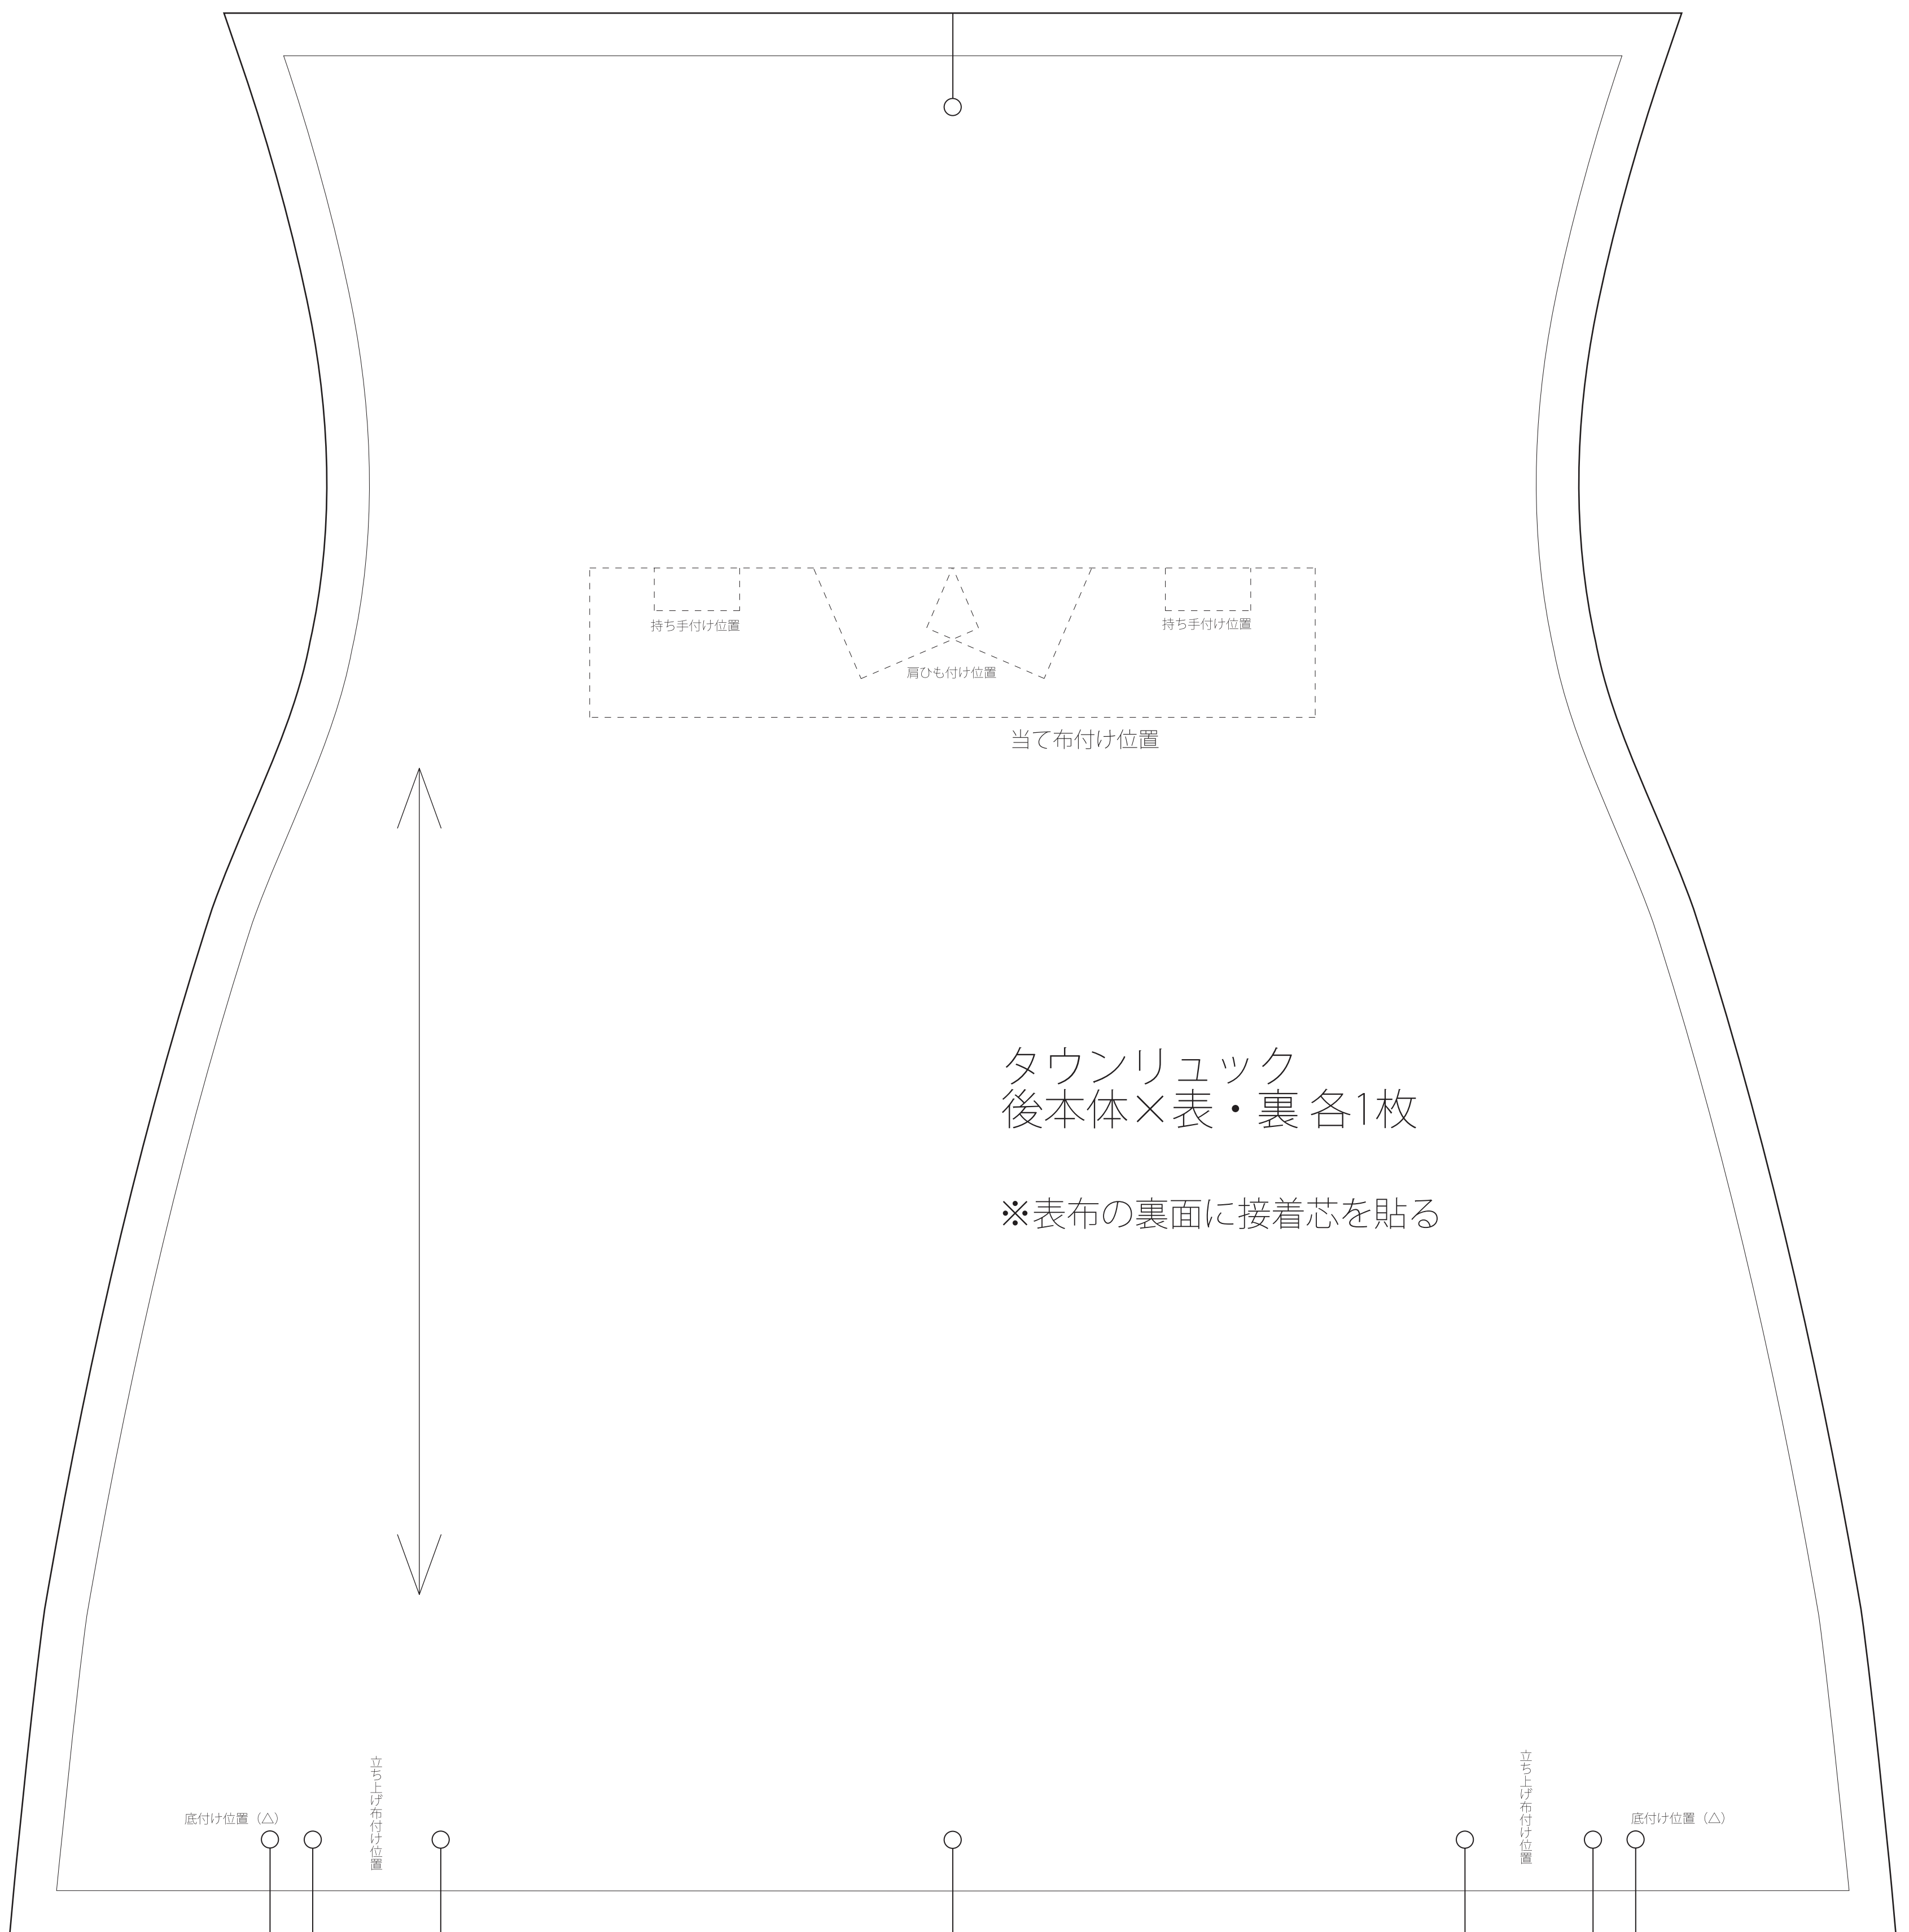 持ち手付け位置
持ち手付け位置
肩ひも付け位置
当て布付け位置
タウンリュック
後本体×表・裏 各1枚
※表布の裏面に接着芯を貼る
立ち上げ布付け位置
立ち上げ布付け位置
底付け位置（△）
底付け位置（△）